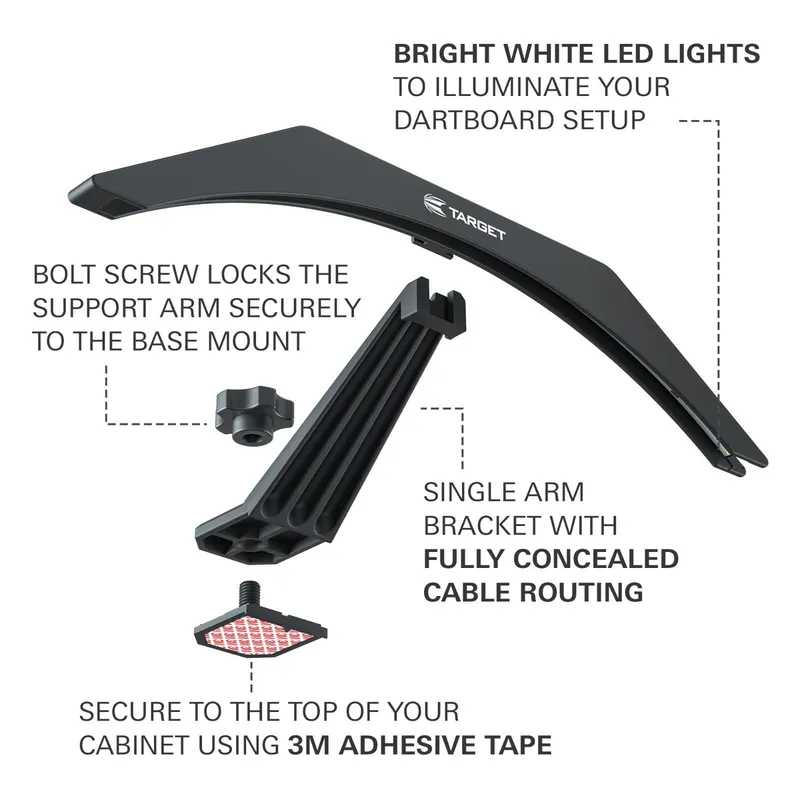 BRIGHT WHITE LED LIGHTS
TO ILLUMINATE YOUR
DARTBOARD SETUP
TARGET
BOLT SCREW LOCKS THE
SUPPORT ARM SECURELY
TO THE BASE MOUNT
SINGLE ARM
BRACKET WITH
FULLY CONCEALED
CABLE ROUTING
SECURE TO THE TOP OF YOUR
CABINET USING 3M ADHESIVE TAPE